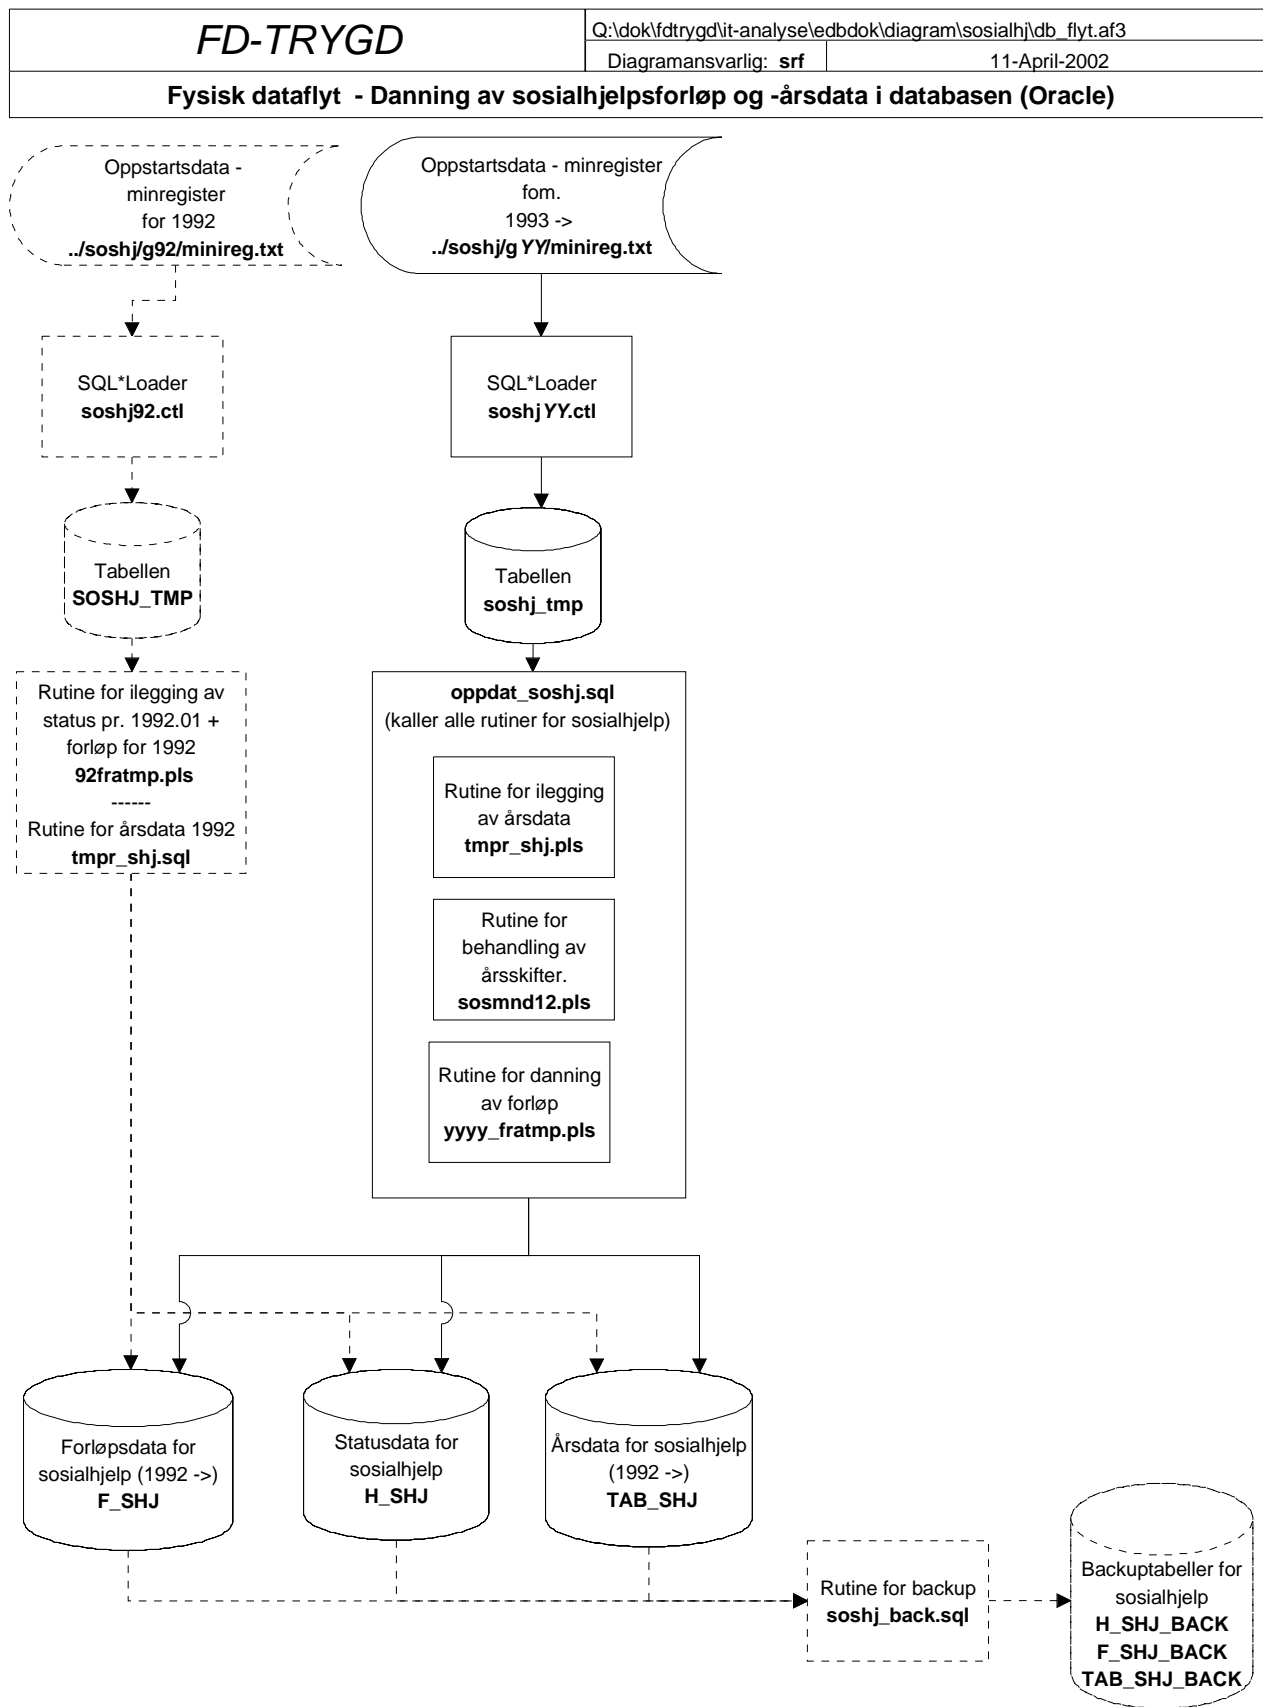 FD-TRYGD
Q:\dok\fdtrygd\it-analyse\edbdok\diagram\sosialhj\db_flyt.af3
Diagramansvarlig: srf
11-April-2002
Fysisk dataflyt - Danning av sosialhjelpsforløp og -årsdata i databasen (Oracle)
Oppstartsdata -
minregister
for 1992
../soshj/g92/minireg.txt
Oppstartsdata - minregister
fom.
1993 ->
../soshj/gYY/minireg.txt
SQL*Loader
soshj92.ctl
SQL*Loader
soshjYY.ctl
Tabellen
SOSHJ_TMP
Tabellen
soshj_tmp
Rutine for ilegging av
status pr. 1992.01 +
forløp for 1992
92fratmp.pls
------
Rutine for årsdata 1992
tmpr_shj.sql
oppdat_soshj.sql
(kaller alle rutiner for sosialhjelp)
Rutine for ilegging
av årsdata
tmpr_shj.pls
Rutine for
behandling av
årsskifter.
sosmnd12.pls
Rutine for danning
av forløp
yyyy_fratmp.pls
Forløpsdata for
sosialhjelp (1992 ->)
F_SHJ
Statusdata for
sosialhjelp
H_SHJ
Årsdata for sosialhjelp
(1992 ->)
TAB_SHJ
Rutine for backup
soshj_back.sql
Backuptabeller for
sosialhjelp
H_SHJ_BACK
F_SHJ_BACK
TAB_SHJ_BACK